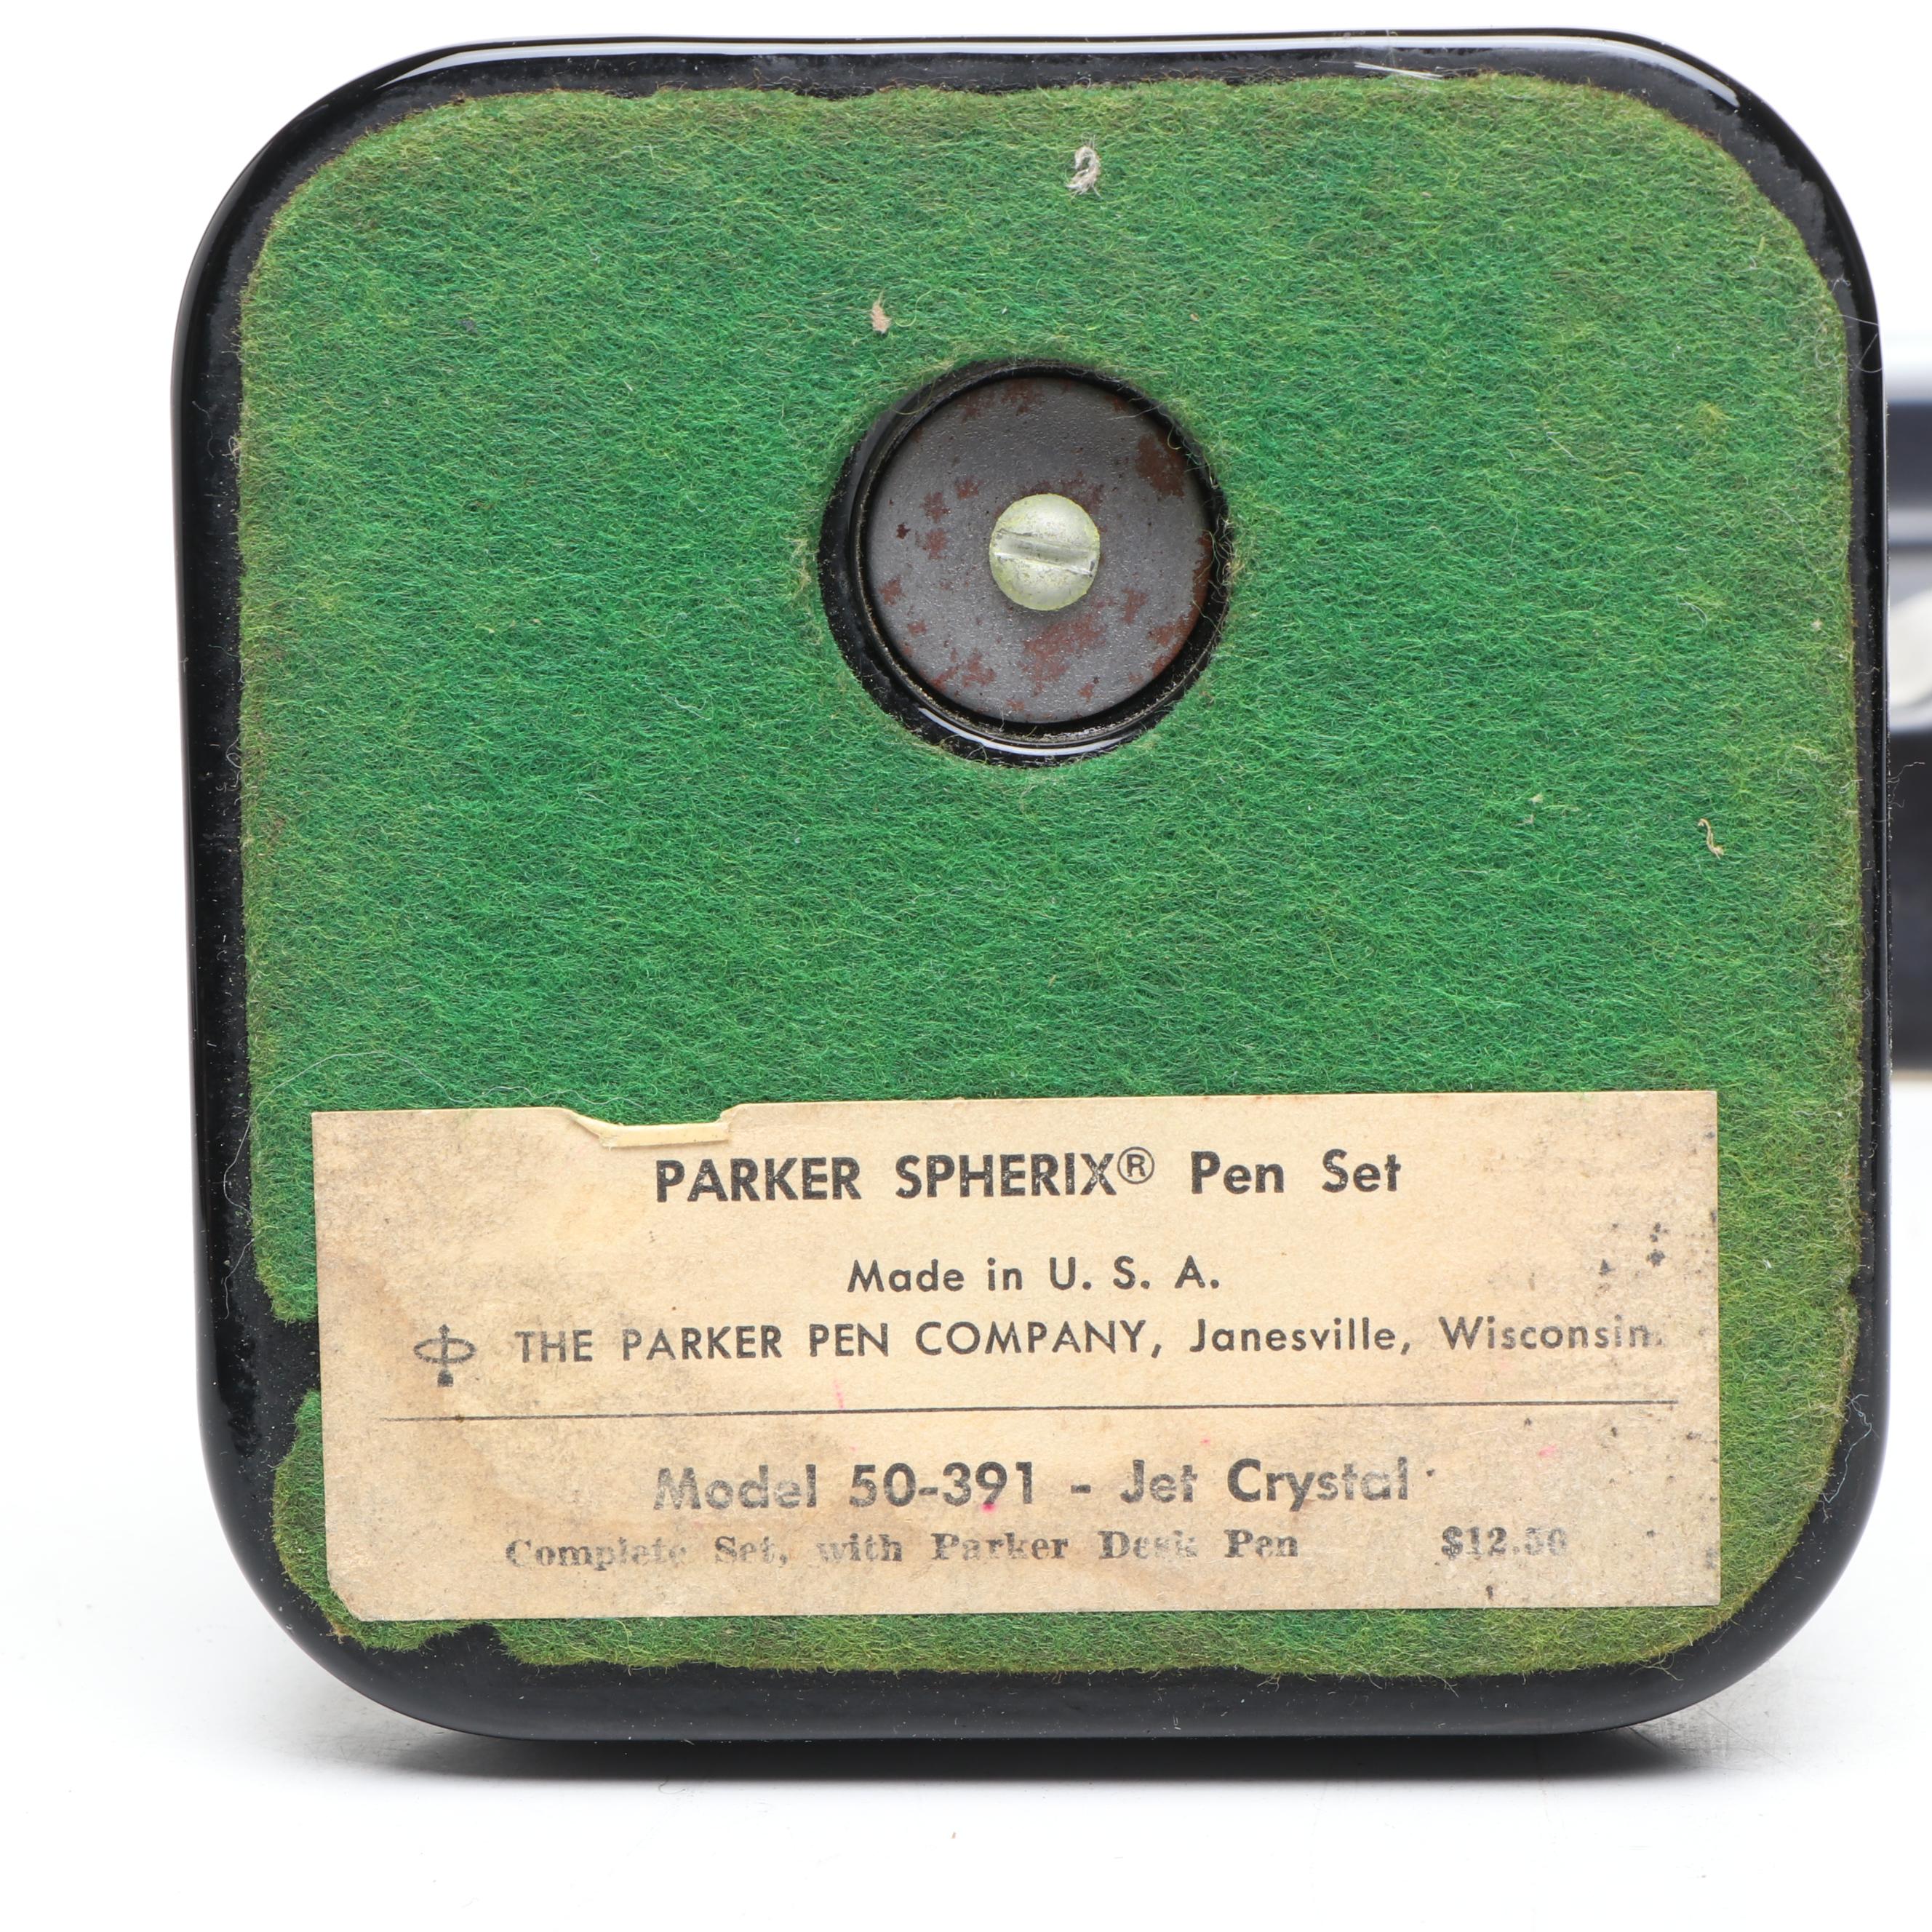 PARKER SPHERIX® Pen Set
Made in U. S. A.
THE PARKER PEN COMPANY, Janesville, Wisconsin.
Model 50-391 - Jet Crystal
Complete Set, with Parker Desk Pen $12.50